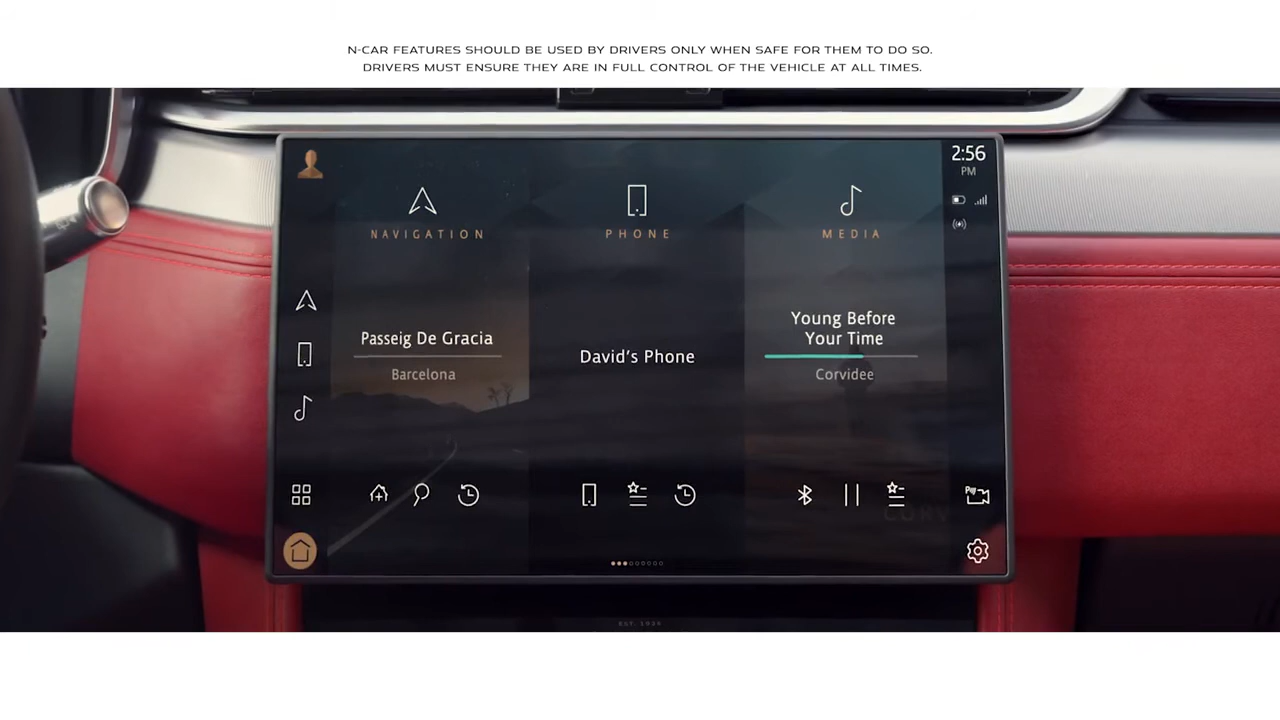 N-CAR FEATURES SHOULD BE USED BY DRIVERS ONLY WHEN SAFE FOR THEM TO DO SO.
DRIVERS MUST ENSURE THEY ARE IN FULL CONTROL OF THE VEHICLE AT ALL TIMES.
2:56
PM
NAVIGATION
PHONE
MEDIA
Passeig De Gracia
Barcelona
David's Phone
Young Before
Your Time
Corvidee
EST. 1935